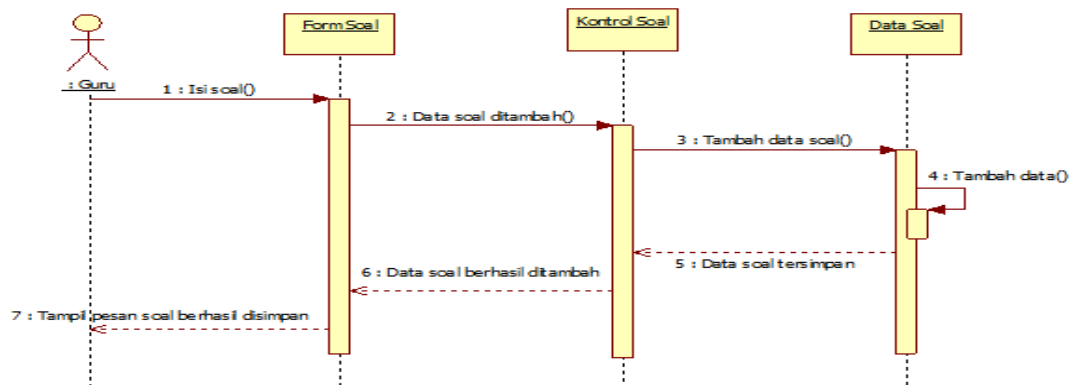 Form Soal
Kontrol Soal
Data Soal
: Guru
1 : Isi soal()
2 : Data soal ditambah()
3 : Tambah data soal()
4 : Tambah data()
5 : Data soal tersimpan
6 : Data soal berhasil ditambah
7 : Tampil pesan soal berhasil disimpan